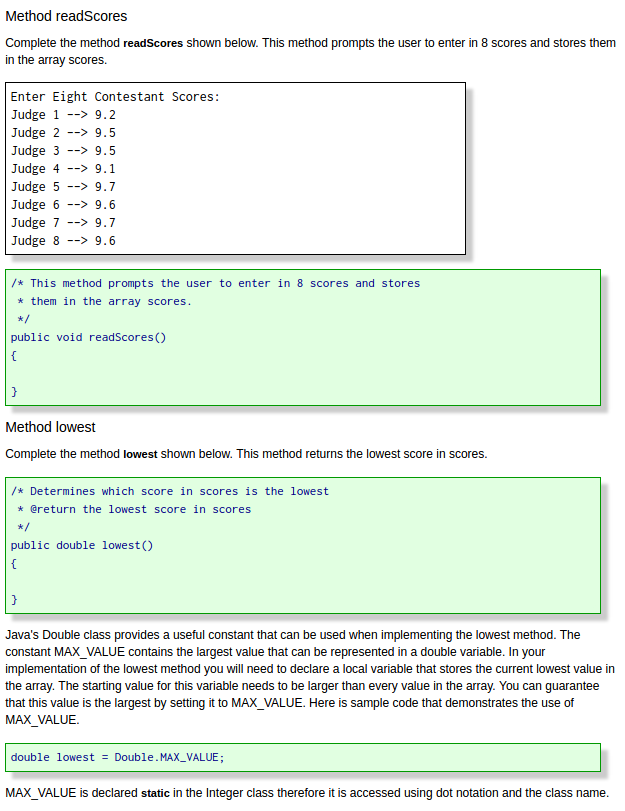 Method readScores
Complete the method readScores shown below. This method prompts the user to enter in 8 scores and stores them
in the array scores.
Enter Eight Contestant Scores:
Judge 1 --> 9.2
Judge 2 --> 9.5
Judge 3 --> 9.5
Judge 4 --> 9.1
Judge 5 --> 9.7
Judge 6 --> 9.6
Judge 7 --> 9.7
Judge 8 --> 9.6
/* This method prompts the user to enter in 8 scores and stores
 * them in the array scores.
 */
public void readScores()
{
}
Method lowest
Complete the method lowest shown below. This method returns the lowest score in scores.
/* Determines which score in scores is the lowest
 * @return the lowest score in scores
 */
public double lowest()
{
}
Java's Double class provides a useful constant that can be used when implementing the lowest method. The
constant MAX_VALUE contains the largest value that can be represented in a double variable. In your
implementation of the lowest method you will need to declare a local variable that stores the current lowest value in
the array. The starting value for this variable needs to be larger than every value in the array. You can guarantee
that this value is the largest by setting it to MAX_VALUE. Here is sample code that demonstrates the use of
MAX_VALUE.
double lowest = Double.MAX_VALUE;
MAX_VALUE is declared static in the Integer class therefore it is accessed using dot notation and the class name.